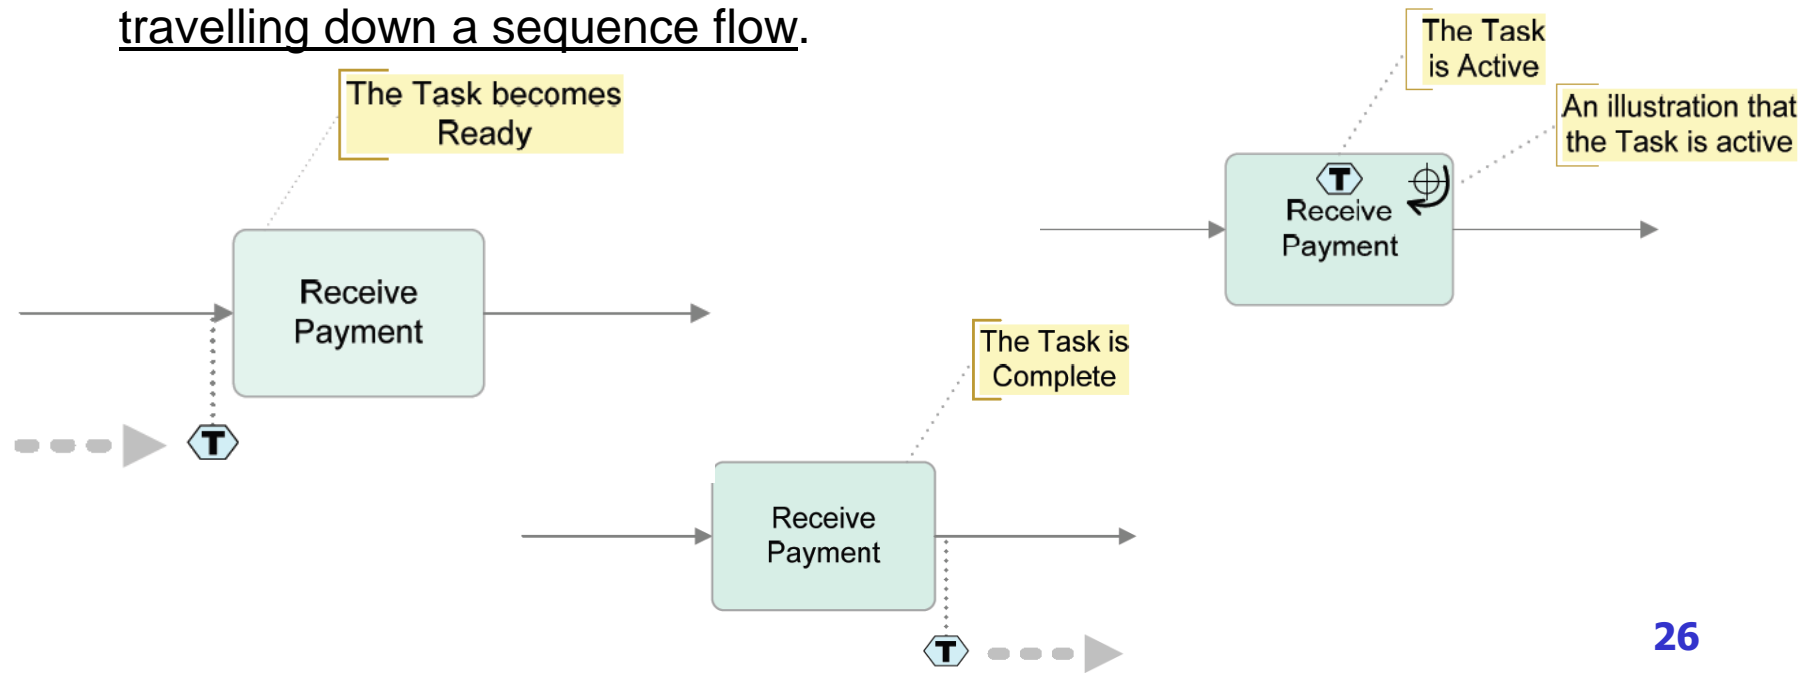 travelling down a sequence flow.
The Task becomes
Ready
Receive
Payment
T
The Task
is Active
An illustration that
the Task is active
T
Receive
Payment
The Task is
Complete
Receive
Payment
T
26